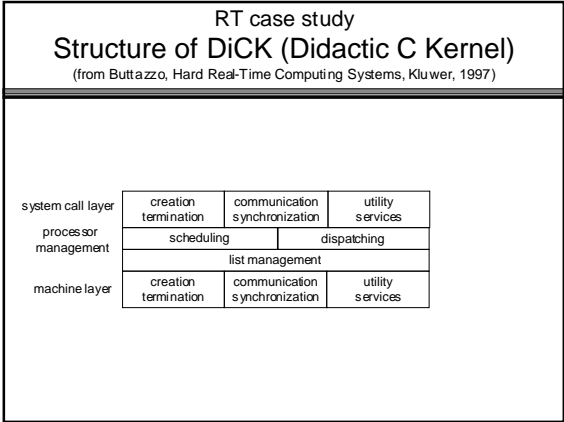 RT case study
Structure of DiCK (Didactic C Kernel)
(from Buttazzo, Hard Real-Time Computing Systems, Kluwer, 1997)
system call layer
creation
termination
communication
synchronization
utility
services
processor
management
scheduling
dispatching
list management
machine layer
creation
termination
communication
synchronization
utility
services